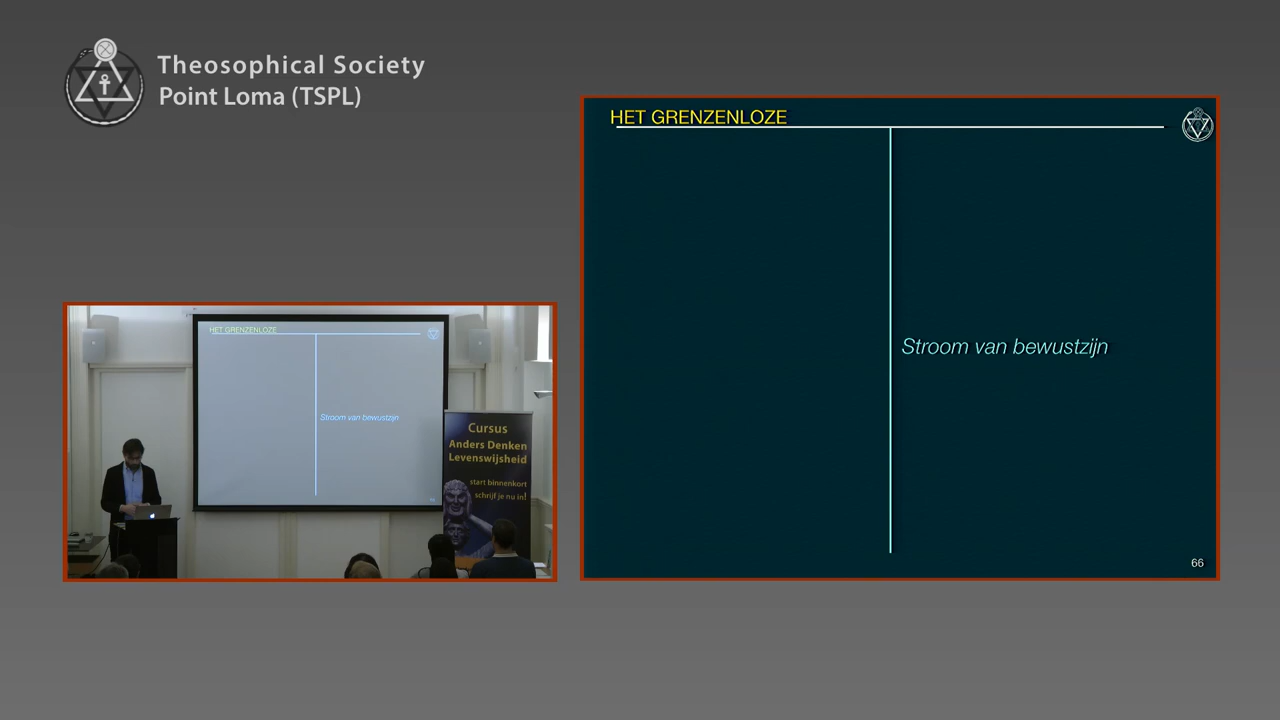 Theosophical Society
Point Loma (TSPL)
HET GRENZENLOZE
Stroom van bewustzijn
66
HET GRENZENLOZE
Stroom van bewustzijn
Cursus
Anders Denken
Levenswijsheid
start binnenkort
schrijf je nu in!